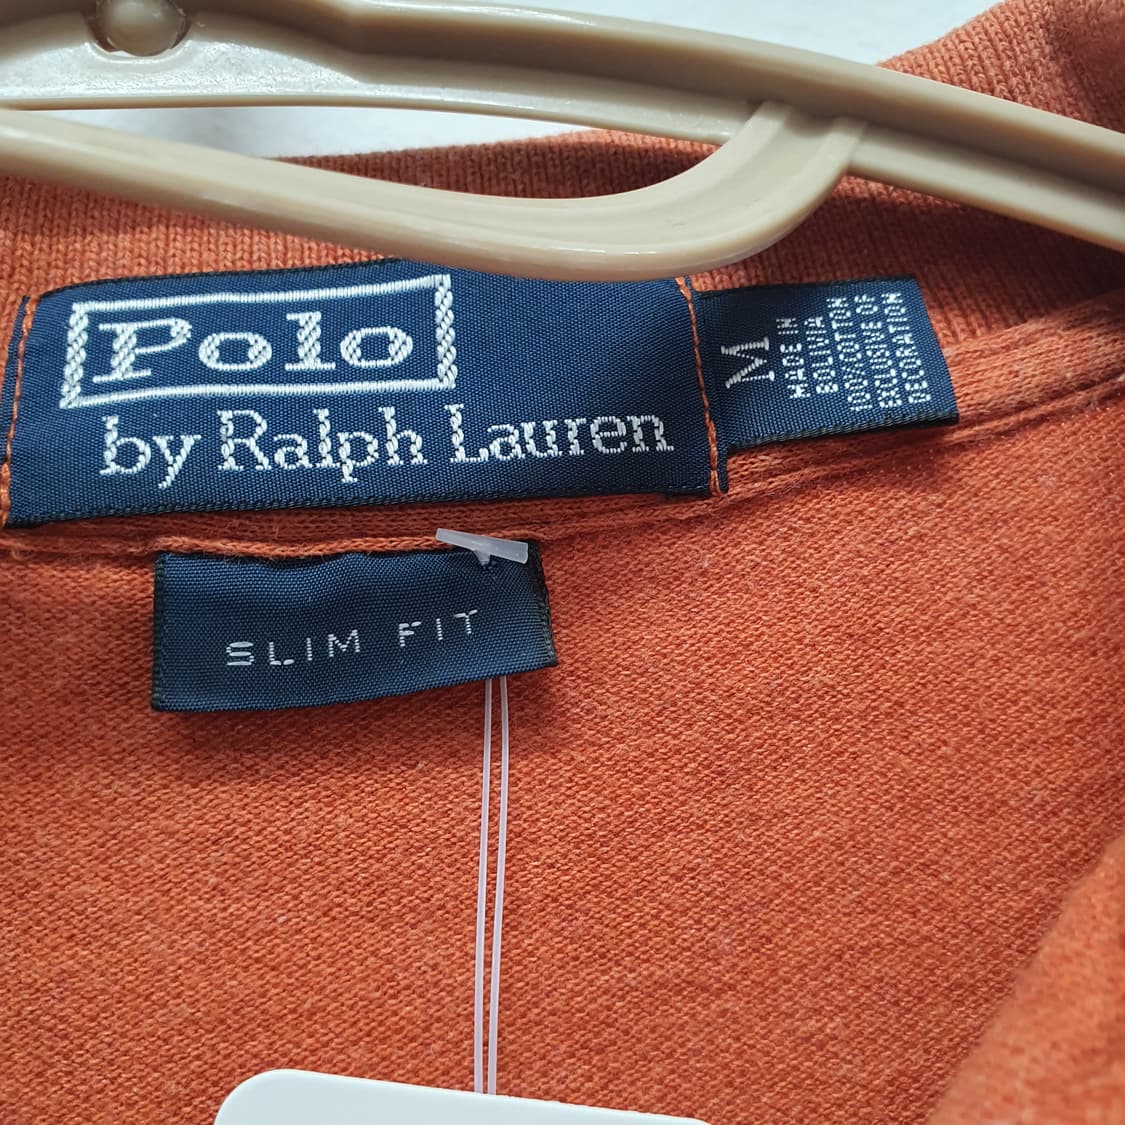 Polo
by Ralph Lauren
M
MADE IN
BOLIVIA
100% COTTON
EXCLUSIVE OF
DECORATION
SLIM FIT